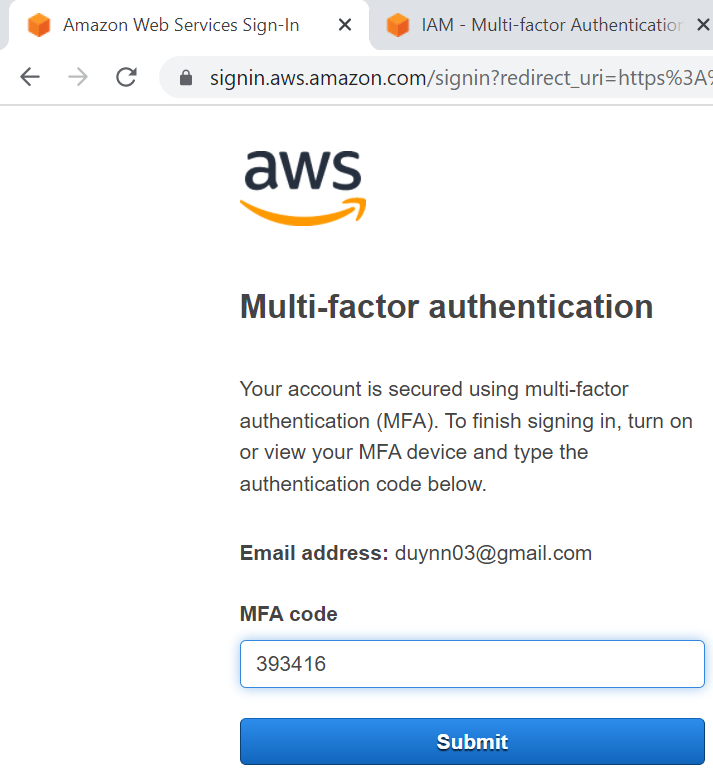 Amazon Web Services Sign-In
IAM - Multi-factor Authentication
signin.aws.amazon.com/signin?redirect_uri=https%3A%
aws
Multi-factor authentication
Your account is secured using multi-factor
authentication (MFA). To finish signing in, turn on
or view your MFA device and type the
authentication code below.
Email address: duynn03@gmail.com
MFA code
393416
Submit